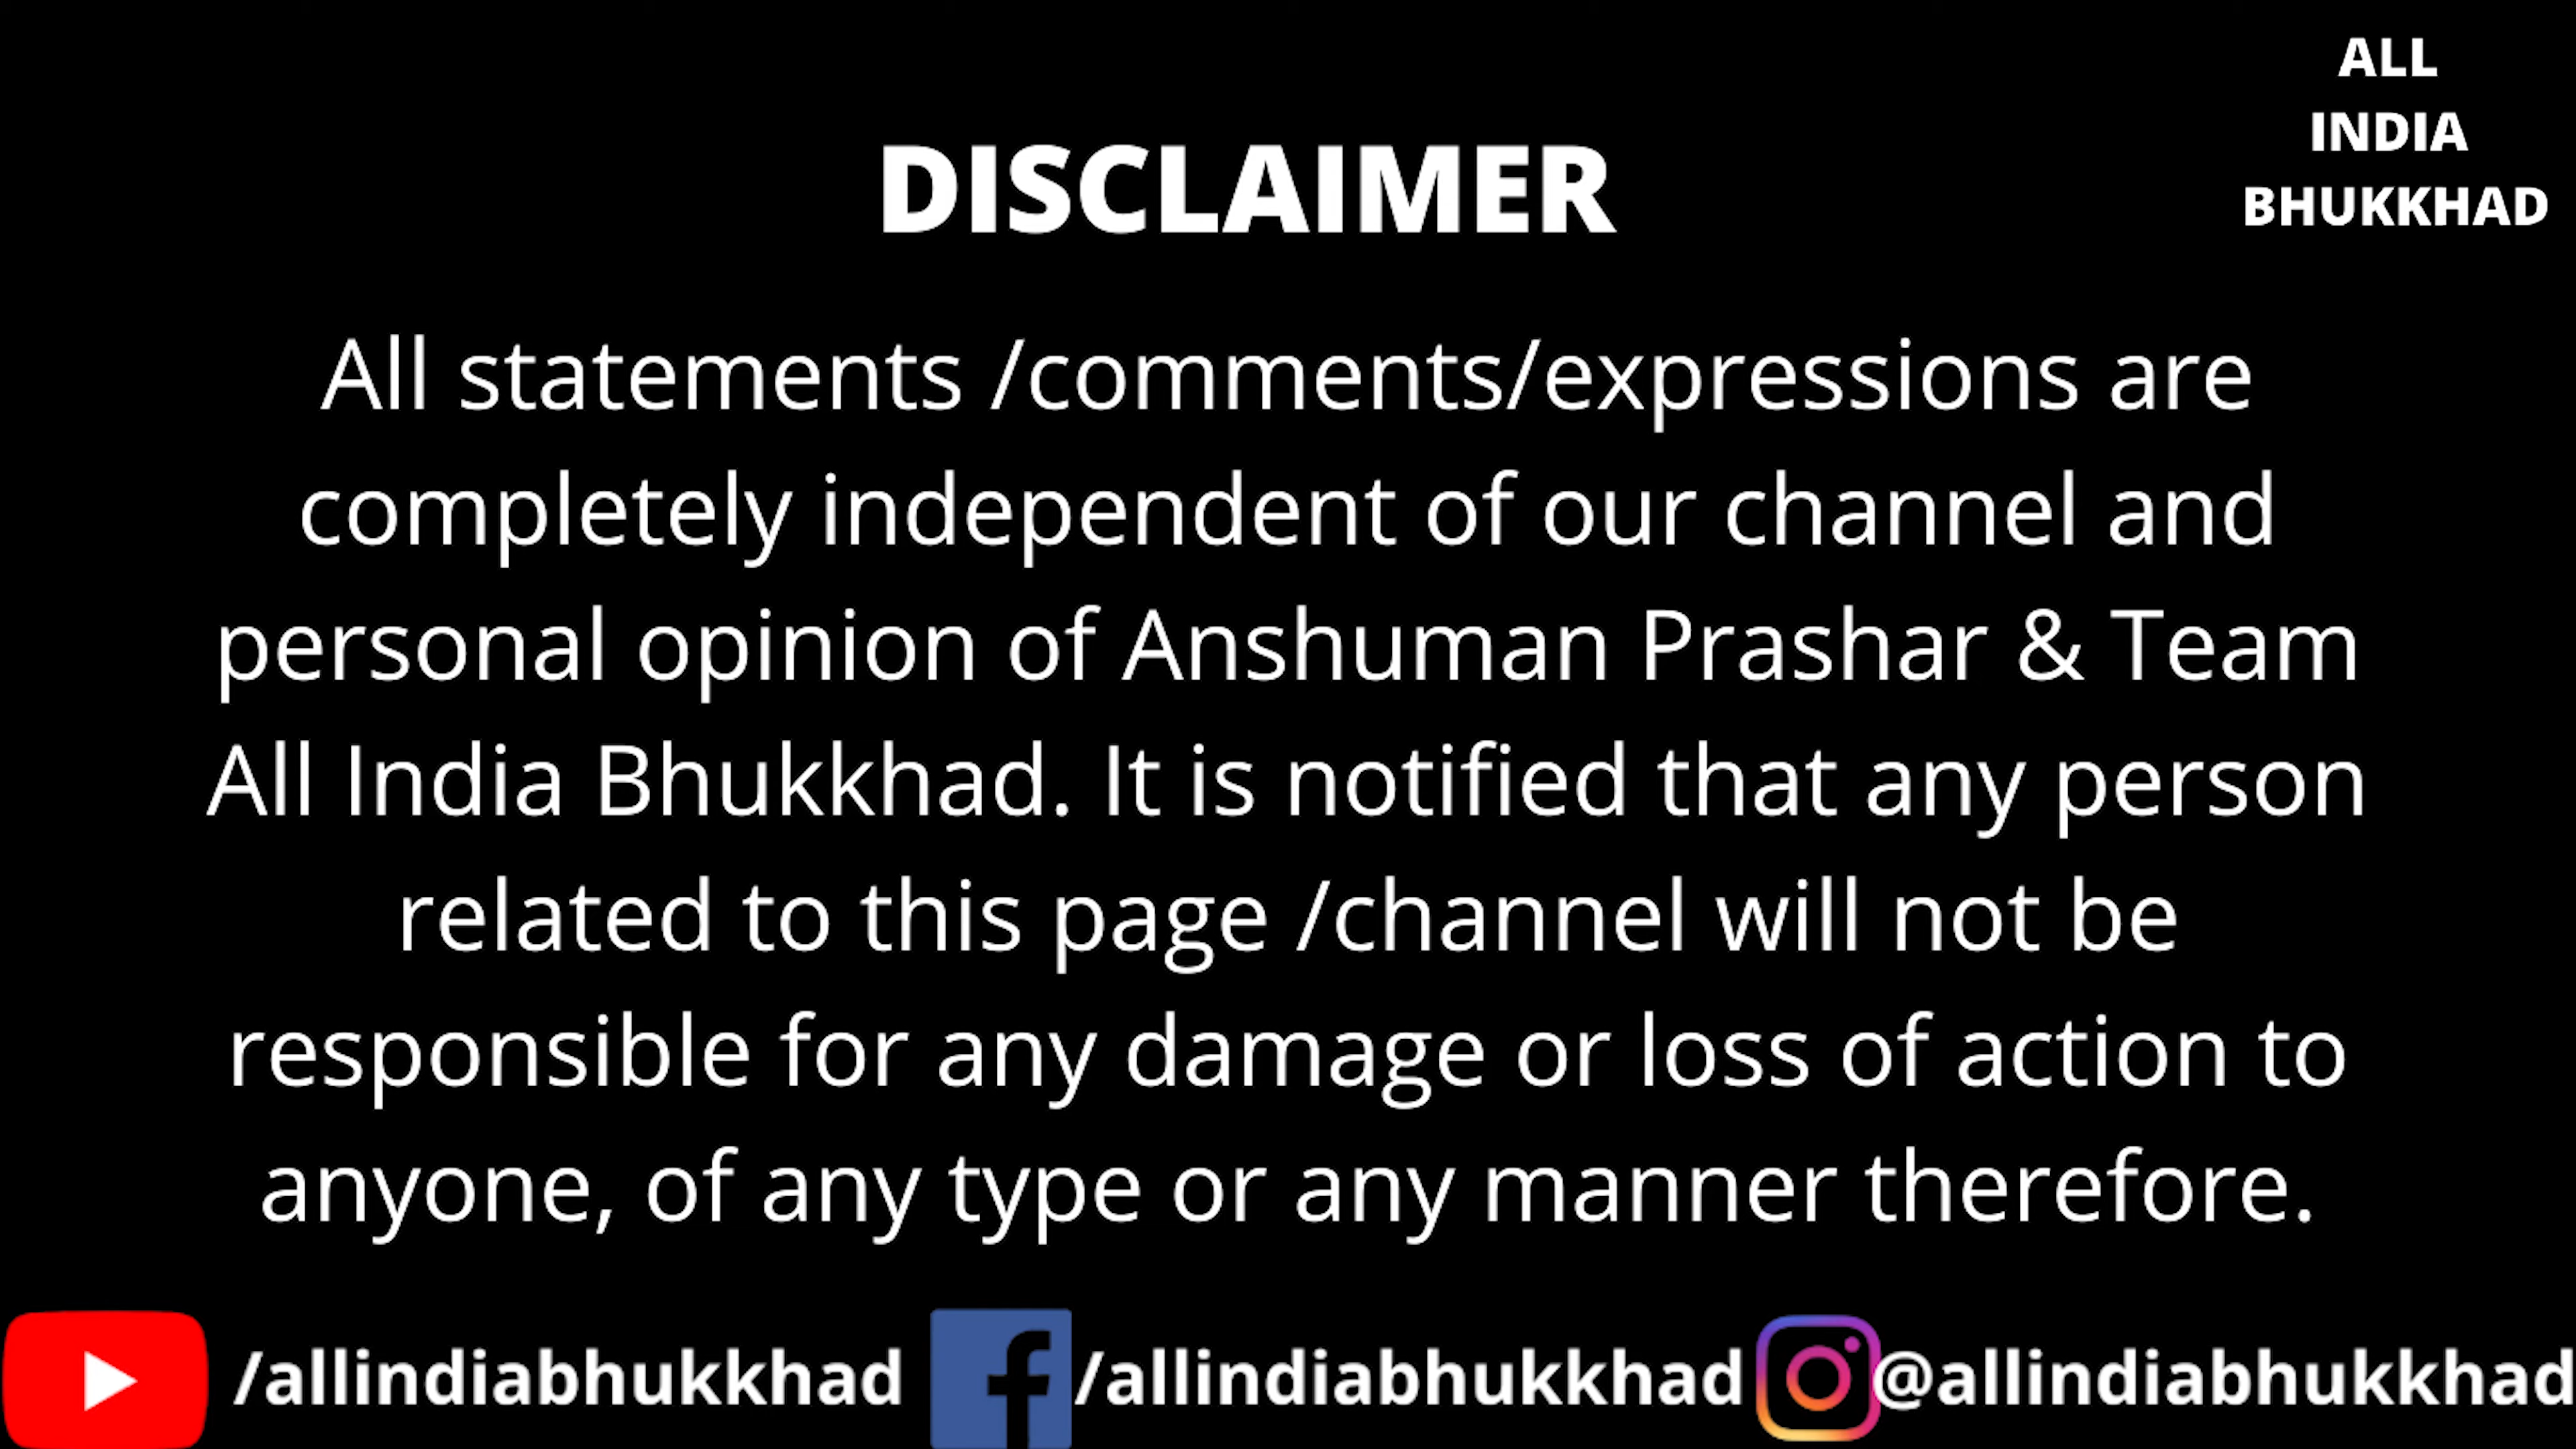 ALL
INDIA
BHUKKHAD
DISCLAIMER
All statements /comments/expressions are
completely independent of our channel and
personal opinion of Anshuman Prashar & Team
All India Bhukkhad. It is notified that any person
related to this page /channel will not be
responsible for any damage or loss of action to
anyone, of any type or any manner therefore.
/allindiabhukkhad /allindiabhukkhad @allindiabhukkhad